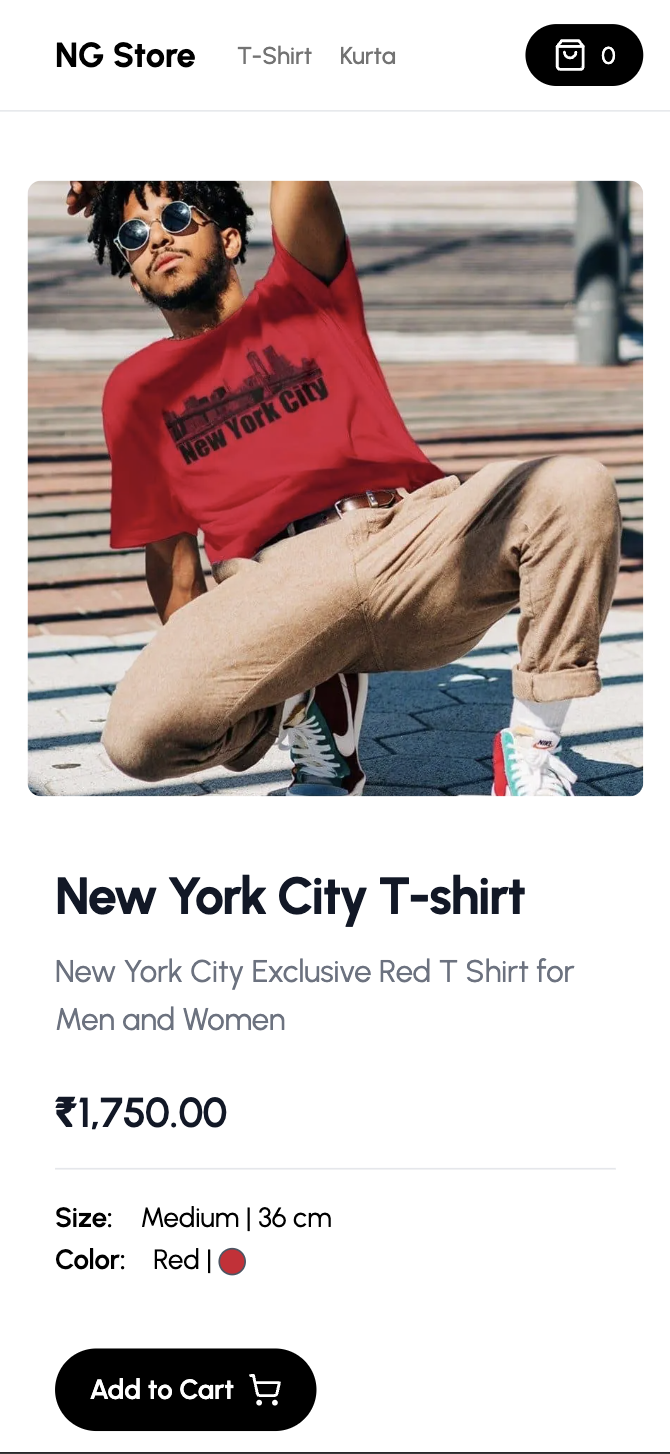 NG Store T-Shirt Kurta 0
New York City
NIKE
New York City T-shirt
New York City Exclusive Red T Shirt for
Men and Women
₹1,750.00
Size: Medium | 36 cm
Color: Red |
Add to Cart